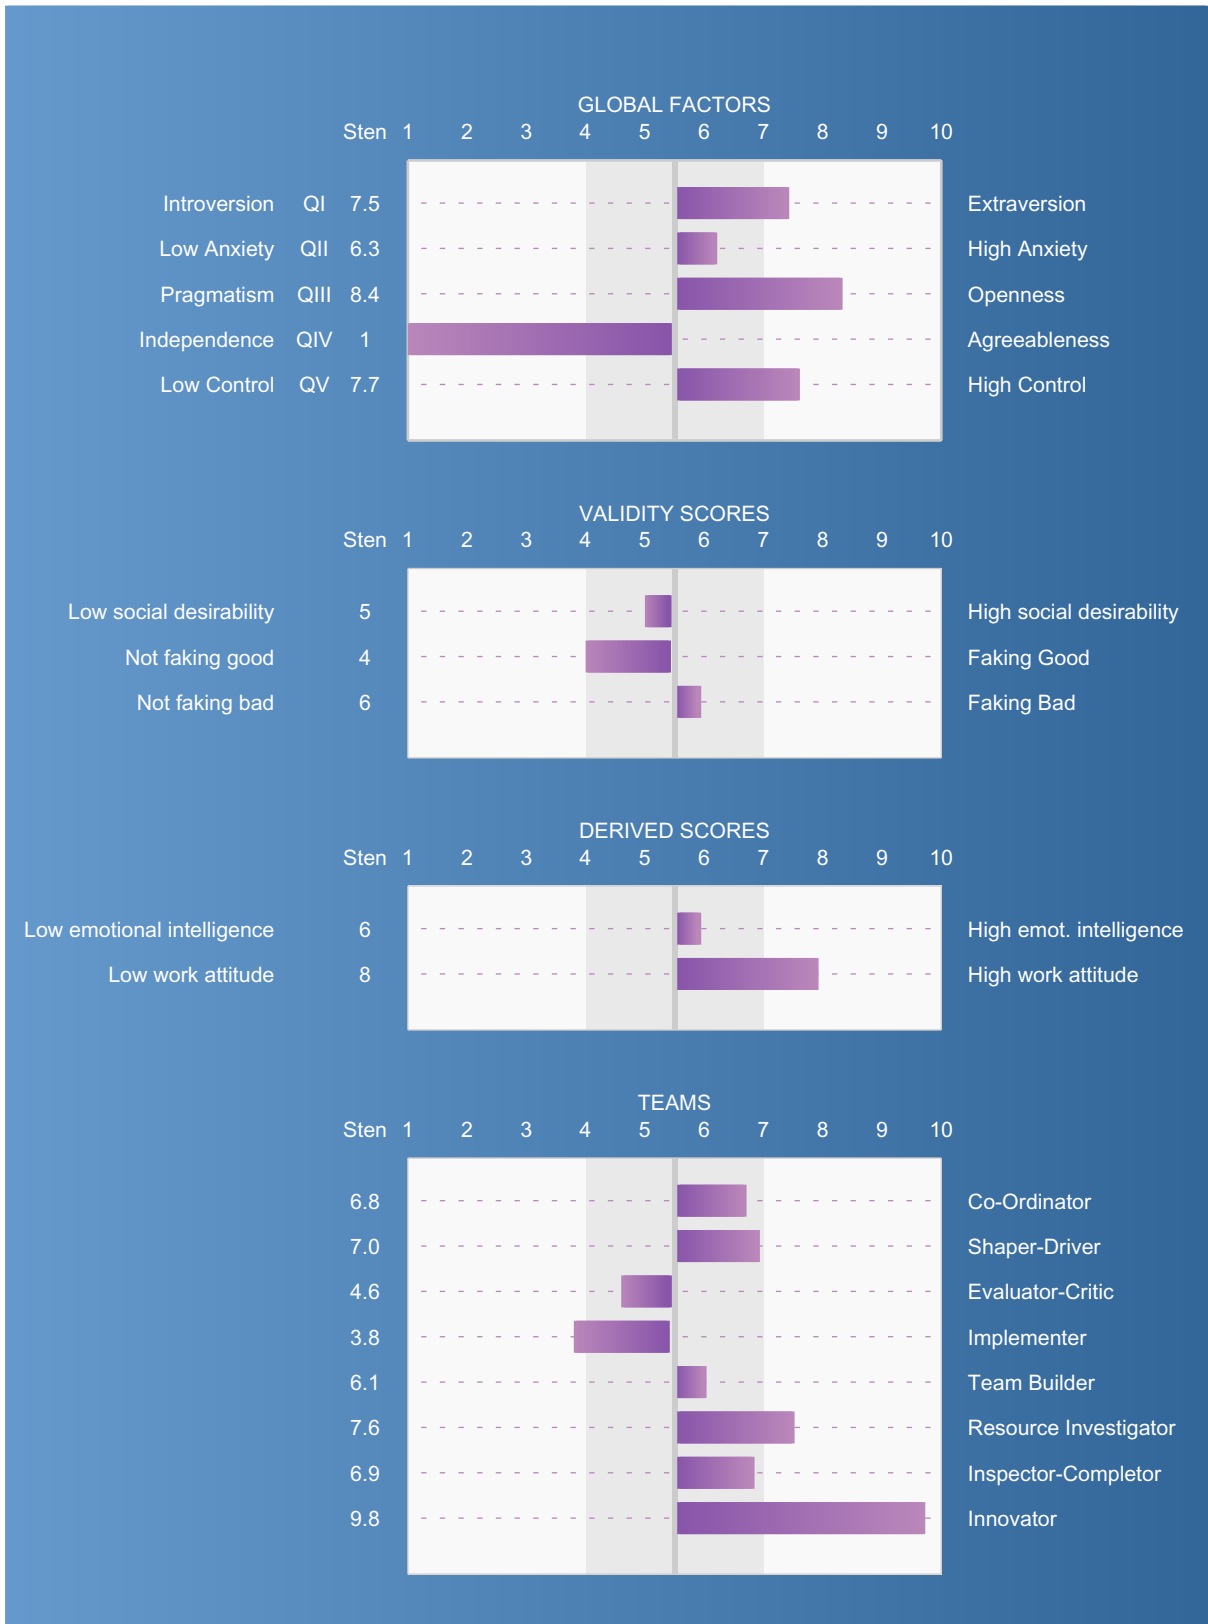 GLOBAL FACTORS
Sten 1 2 3 4 5 6 7 8 9 10
Introversion QI 7.5 Extraversion
Low Anxiety QII 6.3 High Anxiety
Pragmatism QIII 8.4 Openness
Independence QIV 1 Agreeableness
Low Control QV 7.7 High Control
VALIDITY SCORES
Sten 1 2 3 4 5 6 7 8 9 10
Low social desirability 5 High social desirability
Not faking good 4 Faking Good
Not faking bad 6 Faking Bad
DERIVED SCORES
Sten 1 2 3 4 5 6 7 8 9 10
Low emotional intelligence 6 High emot. intelligence
Low work attitude 8 High work attitude
TEAMS
Sten 1 2 3 4 5 6 7 8 9 10
6.8 Co-Ordinator
7.0 Shaper-Driver
4.6 Evaluator-Critic
3.8 Implementer
6.1 Team Builder
7.6 Resource Investigator
6.9 Inspector-Completor
9.8 Innovator